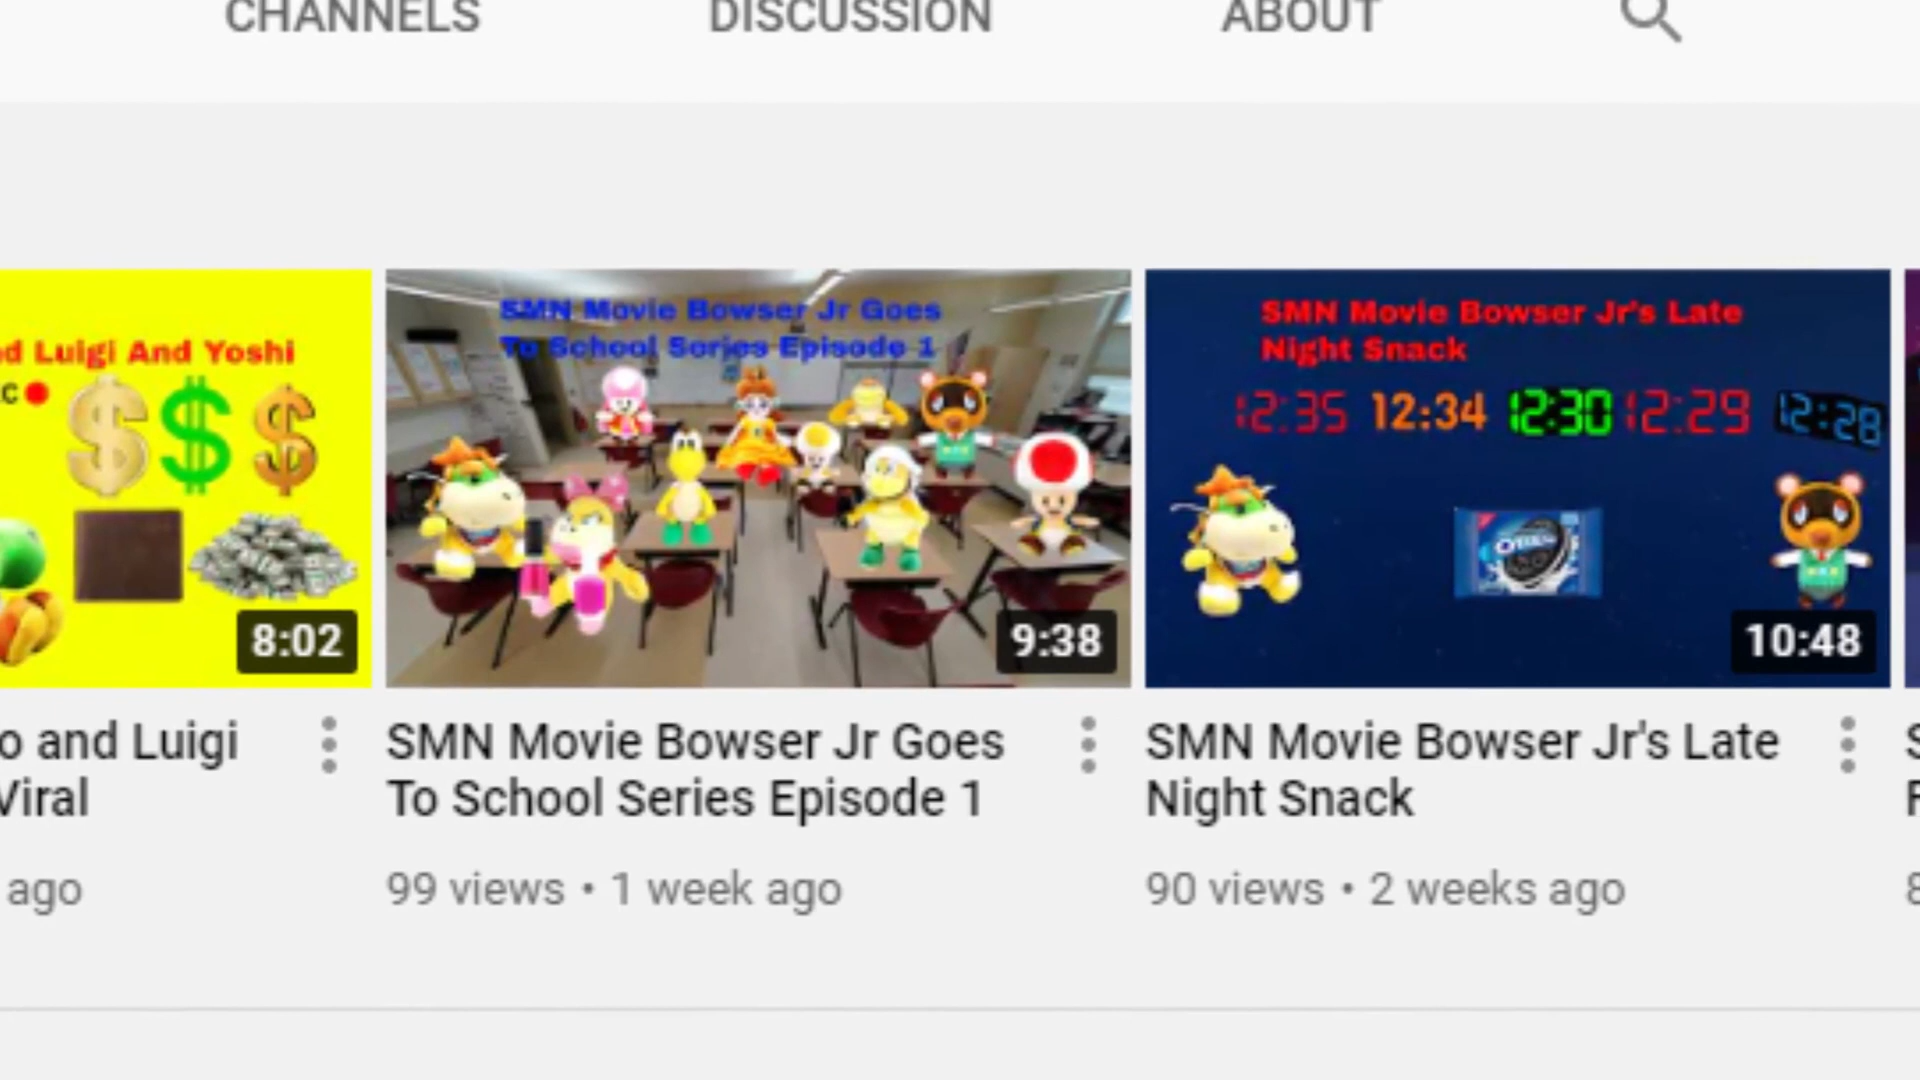 CHANNELS
DISCUSSION
ABOUT
d Luigi And Yoshi
C
8:02
SMN Movie Bowser Jr Goes
To School Series Episode 1
9:38
SMN Movie Bowser Jr's Late
Night Snack
12:35 12:34 12:30 12:29 12:28
OREO
10:48
o and Luigi
Viral
ago
SMN Movie Bowser Jr Goes
To School Series Episode 1
99 views • 1 week ago
SMN Movie Bowser Jr's Late
Night Snack
90 views • 2 weeks ago